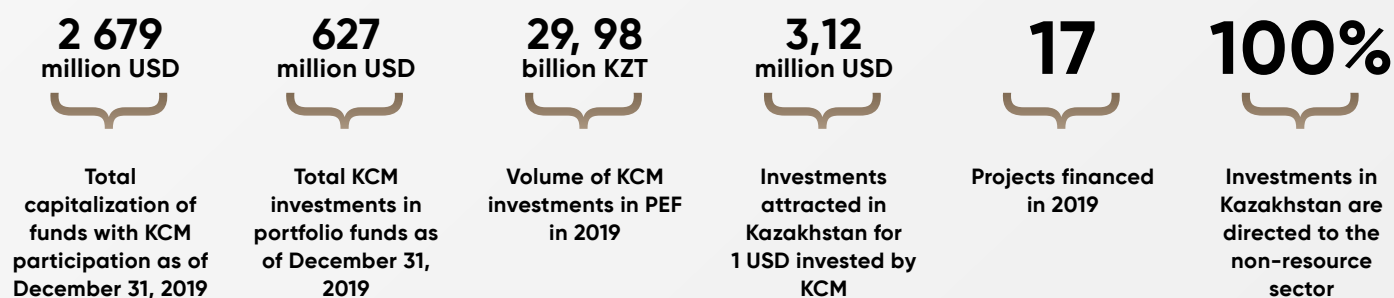 2 679
million USD
Total
capitalization of
funds with KCM
participation as of
December 31, 2019
627
million USD
Total KCM
investments in
portfolio funds as
of December 31,
2019
29, 98
billion KZT
Volume of KCM
investments in PEF
in 2019
3,12
million USD
Investments
attracted in
Kazakhstan for
1 USD invested by
KCM
17
Projects financed
in 2019
100%
Investments in
Kazakhstan are
directed to the
non-resource
sector